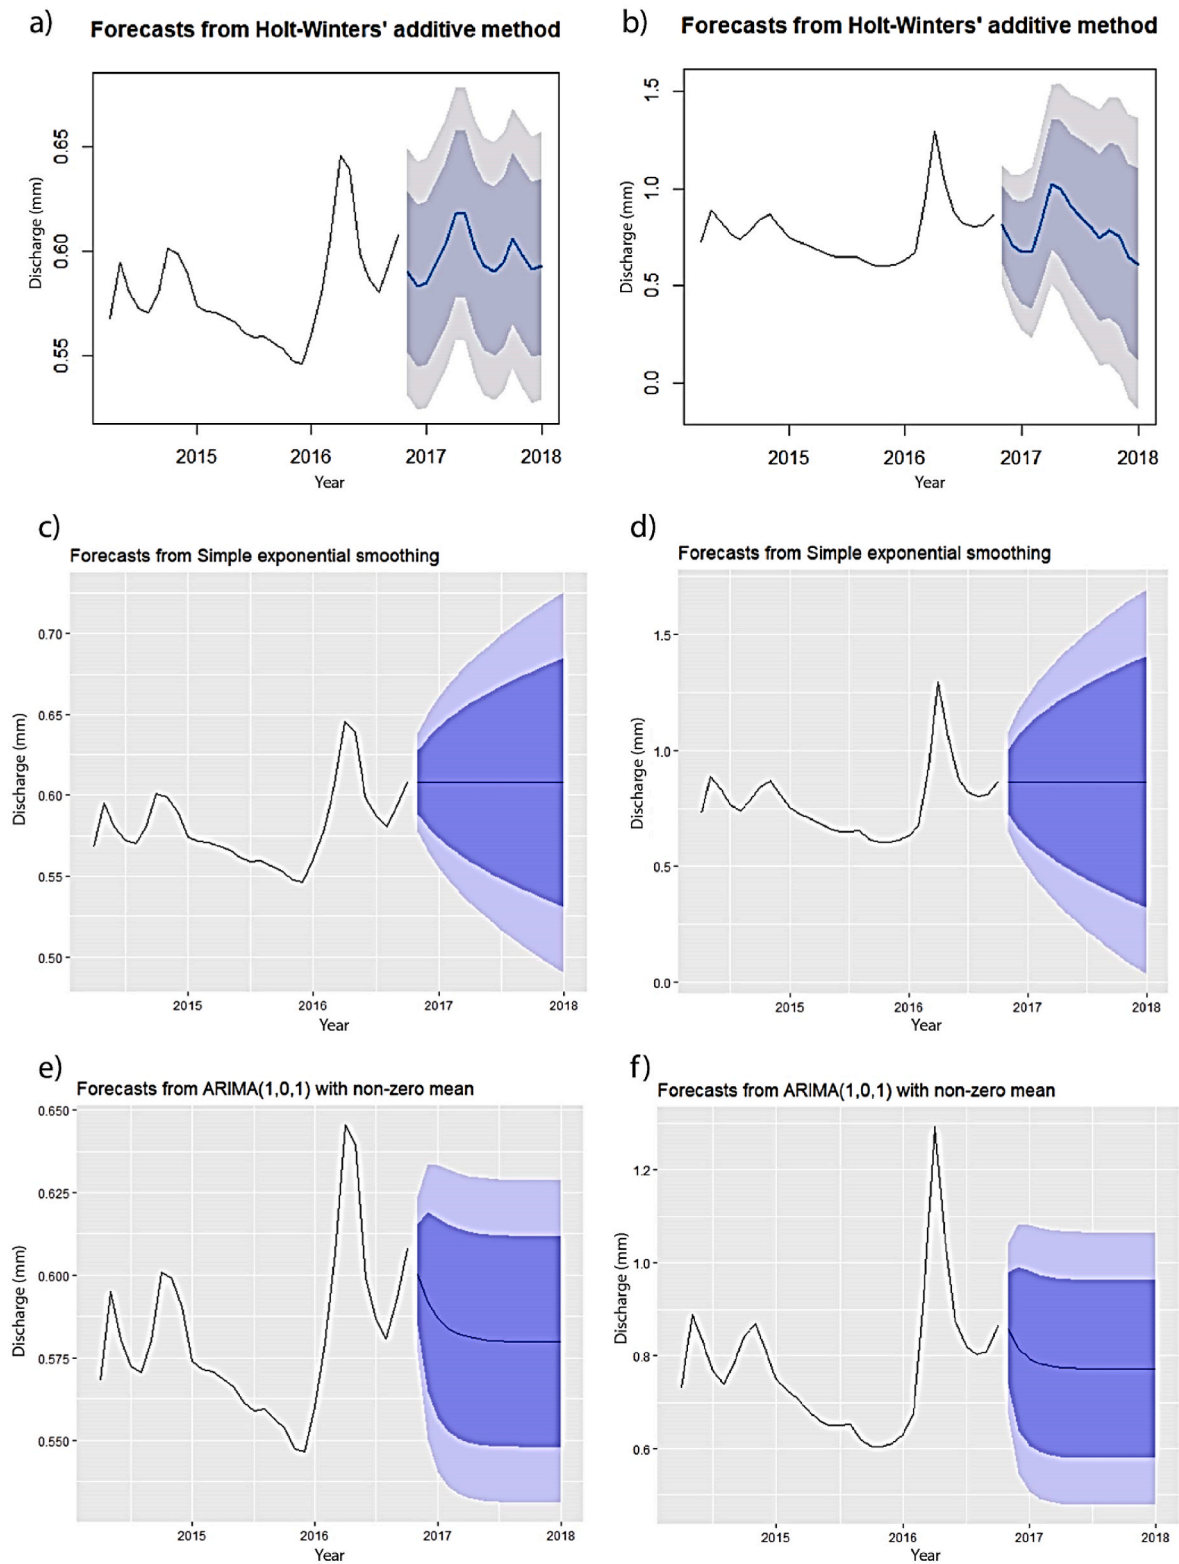 a) Forecasts from Holt-Winters' additive method
Discharge (mm)
0.65
0.60
0.55
2015 2016 2017 2018
Year
b) Forecasts from Holt-Winters' additive method
Discharge (mm)
1.5
1.0
0.5
0.0
2015 2016 2017 2018
Year
c)
Forecasts from Simple exponential smoothing
Discharge (mm)
0.70
0.65
0.60
0.55
0.50
2015 2016 2017 2018
Year
d)
Forecasts from Simple exponential smoothing
Discharge (mm)
1.5
1.0
0.5
0.0
2015 2016 2017 2018
Year
e)
Forecasts from ARIMA(1,0,1) with non-zero mean
Discharge (mm)
0.650
0.625
0.600
0.575
0.550
2015 2016 2017 2018
Year
f)
Forecasts from ARIMA(1,0,1) with non-zero mean
Discharge (mm)
1.2
1.0
0.8
0.6
2015 2016 2017 2018
Year